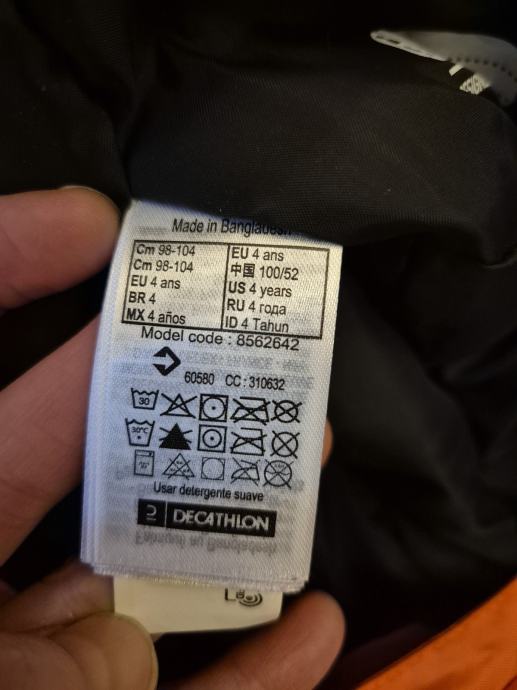 Made in Bangladesh
Cm 98-104
Cm 98-104
EU 4 ans
BR 4
MX 4 años
EU 4 ans
中国 100/52
US 4 years
RU 4 года
ID 4 Tahun
Model code : 8562642
60580 CC : 310632
30
30°C
Usar detergente suave
DECATHLON